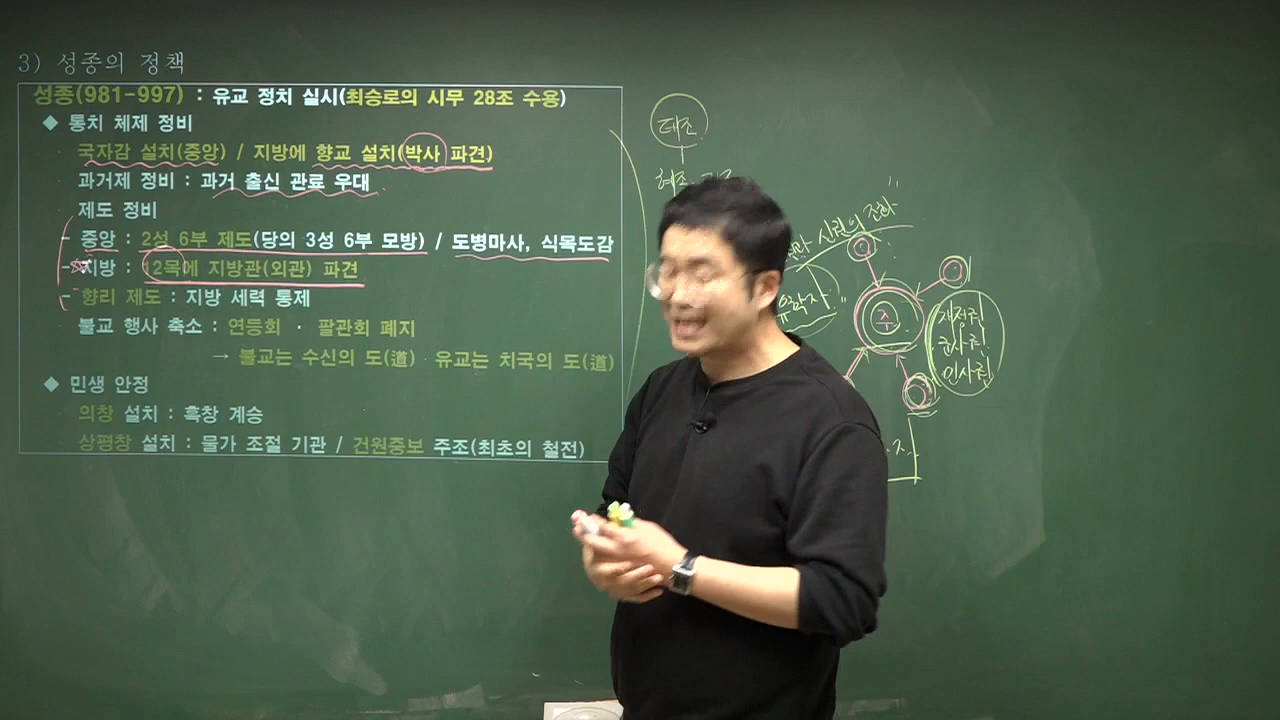 3) 성종의 정책
성종(981-997) : 유교 정치 실시(최승로의 시무 28조 수용)
◆ 통치 체제 정비
국자감 설치(중앙) / 지방에 향교 설치(박사 파견)
과거제 정비 : 과거 출신 관료 우대
제도 정비
- 중앙 : 2성 6부 제도(당의 3성 6부 모방) / 도병마사, 식목도감
- 지방 : 12목에 지방관(외관) 파견
- 향리 제도 : 지방 세력 통제
불교 행사 축소 : 연등회 · 팔관회 폐지
→ 불교는 수신의 도(道) 유교는 치국의 도(道)
◆ 민생 안정
의창 설치 : 흑창 계승
상평창 설치 : 물가 조절 기관 / 건원중보 주조(최초의 철전)
태조
신권의
유학자
주
재정권
군사권
인사권